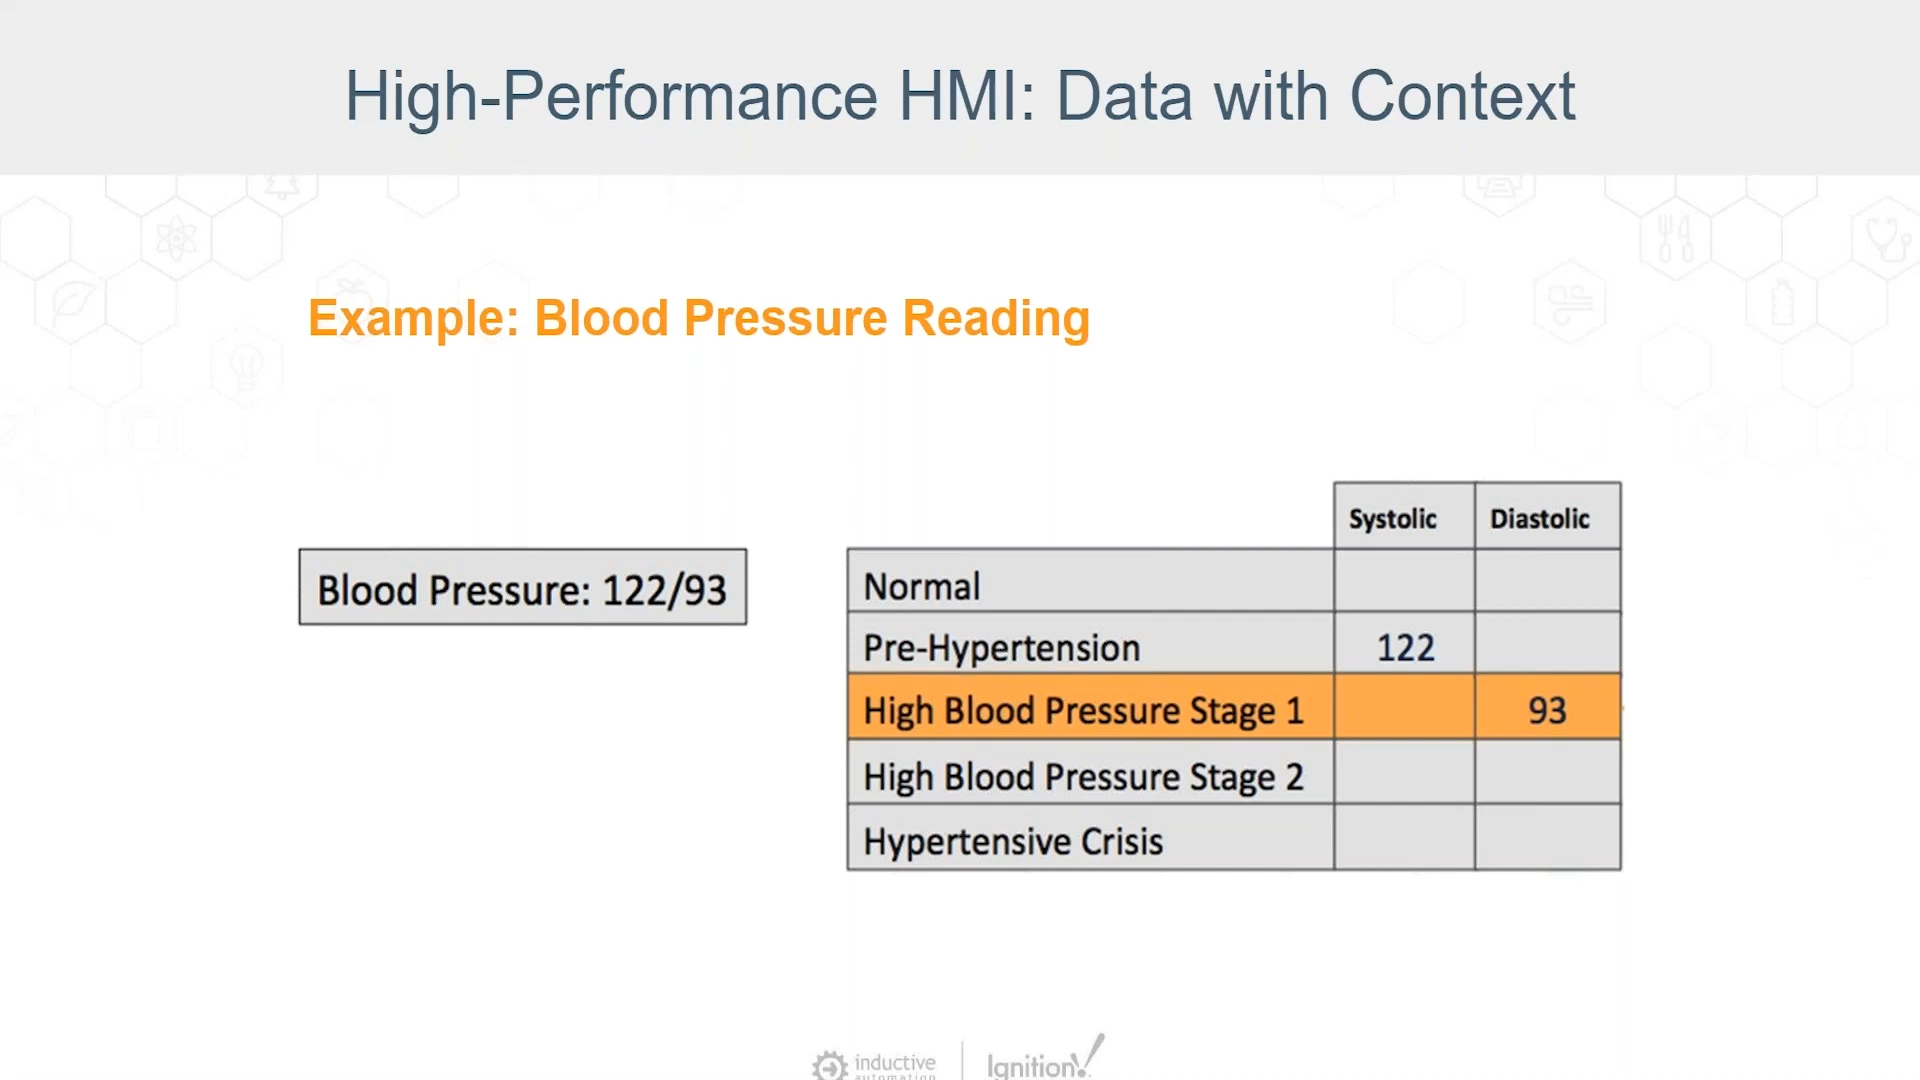 High-Performance HMI: Data with Context
Example: Blood Pressure Reading
Blood Pressure: 122/93
Systolic Diastolic
Normal
Pre-Hypertension 122
High Blood Pressure Stage 1 93
High Blood Pressure Stage 2
Hypertensive Crisis
inductive
automation
Ignition!